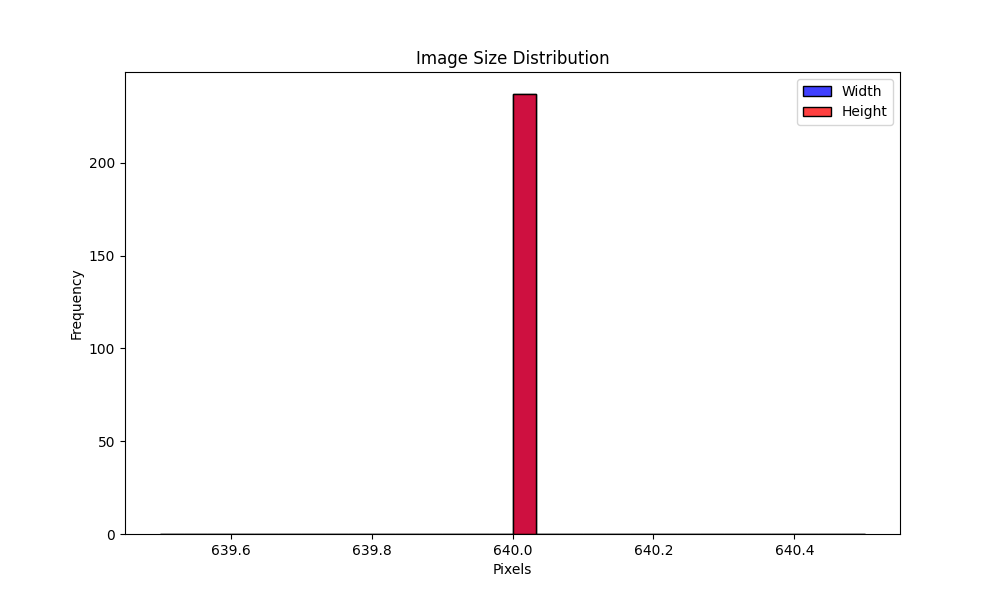 Image Size Distribution
Width
Height
200
150
100
50
0
Frequency
639.6 639.8 640.0 640.2 640.4
Pixels